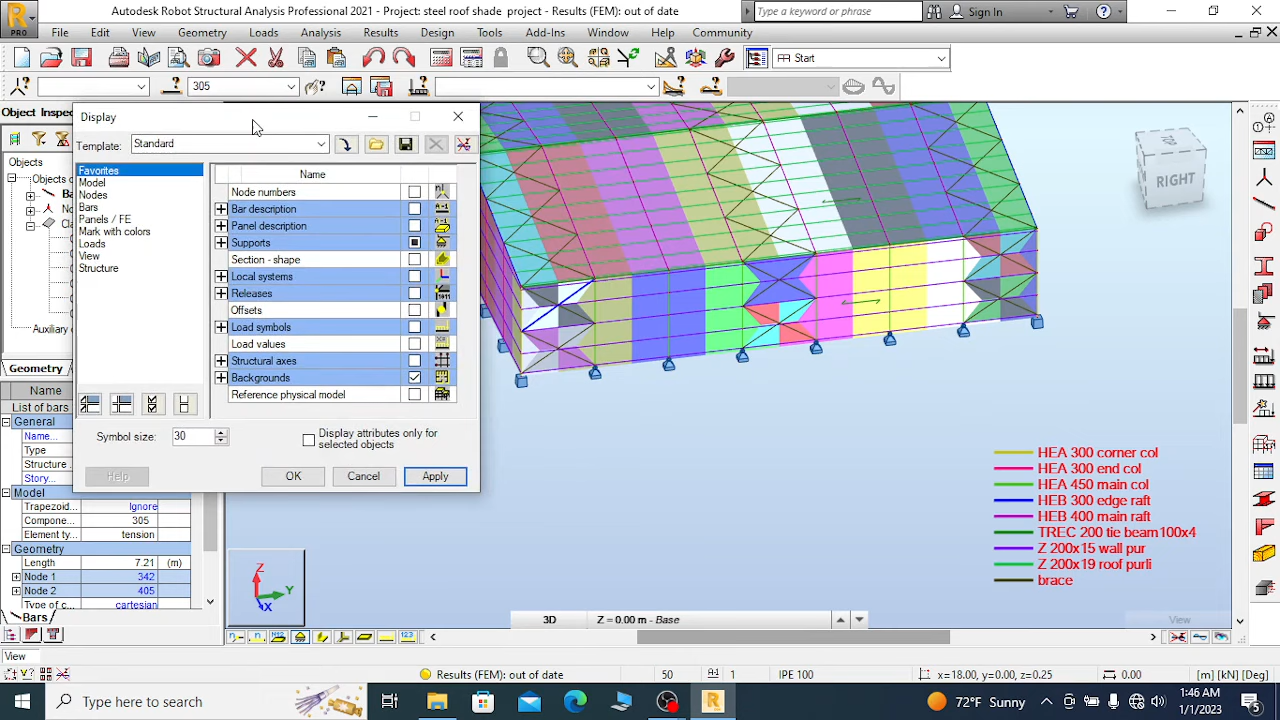 PRO
Autodesk Robot Structural Analysis Professional 2021 - Project: steel roof shade project - Results (FEM): out of date
Type a keyword or phrase
Sign In
File Edit View Geometry Loads Analysis Results Design Tools Add-Ins Window Help Community
Start
305
Object Inspe
Objects
Objects o
Ba
Auxiliary
Geometry
Name
List of bars
General
Name...
Type
Structure
Story...
Model
Trapezoid Ignore
Compone... 305
Element ty... tension
Geometry
Length 7.21 (m)
Node 1 342
Node 2 405
Type of c... cartesian
Bars
View
Display
Template: Standard
Favorites
Model
Nodes
Bars
Panels / FE
Mark with colors
Loads
View
Structure
Name
Node numbers
Bar description
Panel description
Supports
Section - shape
Local systems
Releases
Offsets
Load symbols
Load values
Structural axes
Backgrounds
Reference physical model
Symbol size: 30
Display attributes only for
selected objects
Help OK Cancel Apply
RIGHT
HEA 300 corner col
HEA 300 end col
HEA 450 main col
HEB 300 edge raft
HEB 400 main raft
TREC 200 tie beam100x4
Z 200x15 wall pur
Z 200x19 roof purli
brace
Z
Y
X
3D Z = 0.00 m - Base
View
Results (FEM): out of date 50 1 IPE 100 x=18.00, y=0.00, z=0.25 0.00 [m] [kN] [Deg]
Type here to search
72°F Sunny
1:46 AM
1/1/2023
5